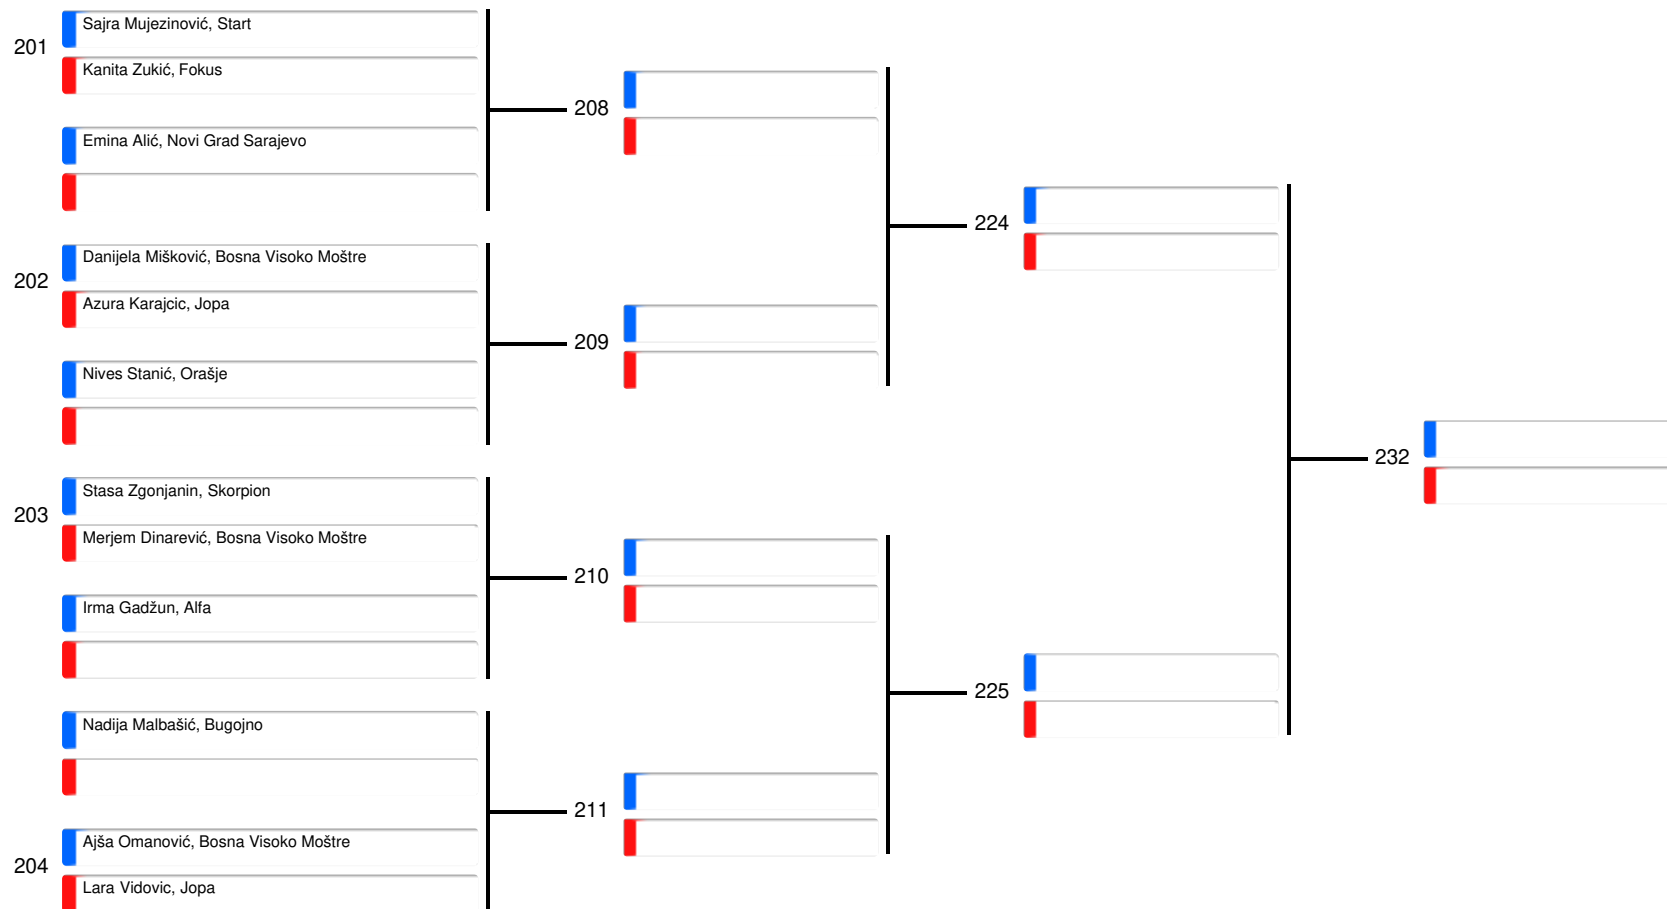 201
Sajra Mujezinović, Start
Kanita Zukić, Fokus
Emina Alić, Novi Grad Sarajevo
202
Danijela Mišković, Bosna Visoko Moštre
Azura Karajcic, Jopa
Nives Stanić, Orašje
203
Stasa Zgonjanin, Skorpion
Merjem Dinarević, Bosna Visoko Moštre
Irma Gadžun, Alfa
Nadija Malbašić, Bugojno
204
Ajša Omanović, Bosna Visoko Moštre
Lara Vidovic, Jopa
208
209
210
211
224
225
232